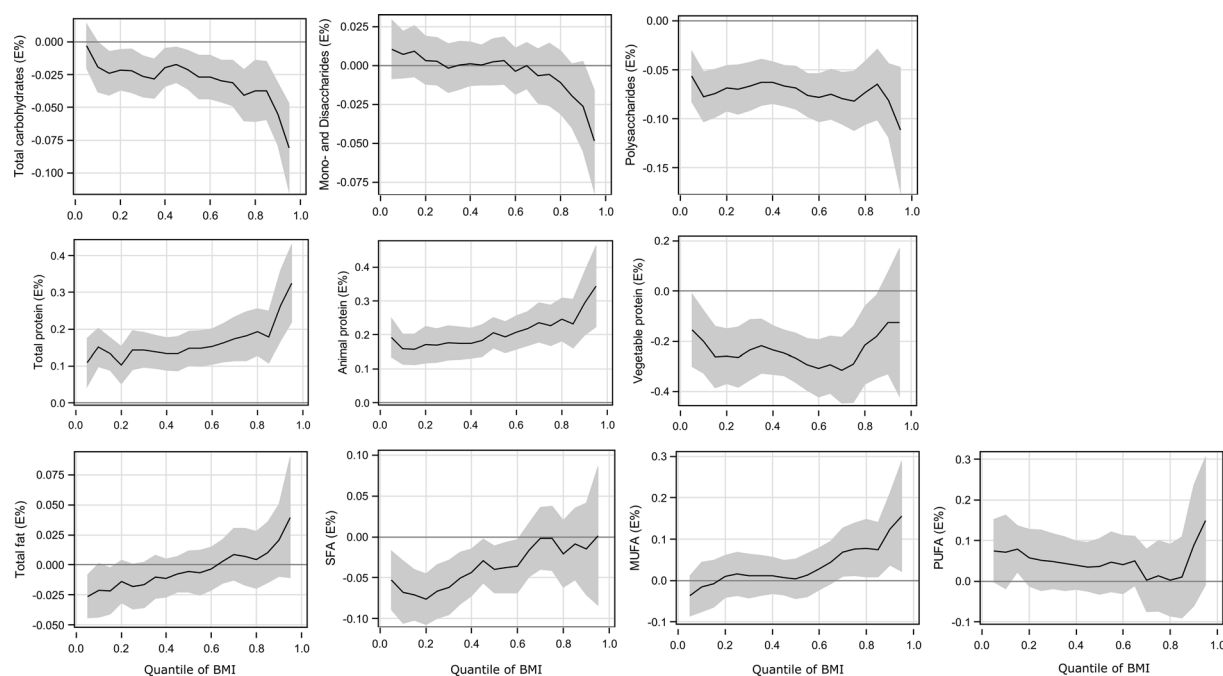 Total carbohydrates (E%)
0.000
-0.025
-0.050
-0.075
-0.100
0.0 0.2 0.4 0.6 0.8 1.0
Mono- and Disaccharides (E%)
0.025
0.000
-0.025
-0.050
-0.075
0.0 0.2 0.4 0.6 0.8 1.0
Polysaccharides (E%)
0.00
-0.05
-0.10
-0.15
0.0 0.2 0.4 0.6 0.8 1.0
Total protein (E%)
0.4
0.3
0.2
0.1
0.0
0.0 0.2 0.4 0.6 0.8 1.0
Animal protein (E%)
0.4
0.3
0.2
0.1
0.0
0.0 0.2 0.4 0.6 0.8 1.0
Vegetable protein (E%)
0.2
0.0
-0.2
-0.4
0.0 0.2 0.4 0.6 0.8 1.0
Total fat (E%)
0.075
0.050
0.025
0.000
-0.025
-0.050
0.0 0.2 0.4 0.6 0.8 1.0
Quantile of BMI
SFA (E%)
0.10
0.05
0.00
-0.05
-0.10
0.0 0.2 0.4 0.6 0.8 1.0
Quantile of BMI
MUFA (E%)
0.3
0.2
0.1
0.0
-0.1
0.0 0.2 0.4 0.6 0.8 1.0
Quantile of BMI
PUFA (E%)
0.3
0.2
0.1
0.0
-0.1
0.0 0.2 0.4 0.6 0.8 1.0
Quantile of BMI